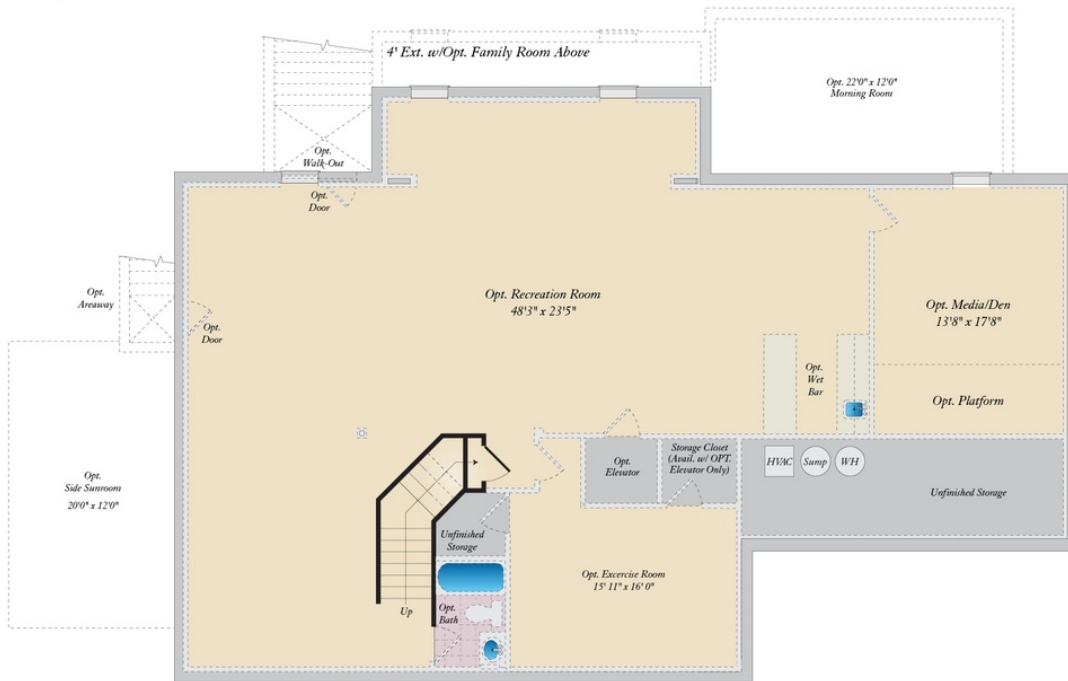 4' Ext. w/Opt. Family Room Above
Opt. 22'0" x 12'0"
Morning Room
Opt.
Walk-Out
Opt.
Door
Opt.
Areaway
Opt.
Door
Opt. Recreation Room
48'3" x 23'5"
Opt. Media/Den
13'8" x 17'8"
Opt.
Wet
Bar
Opt. Platform
Opt.
Side Sunroom
20'0" x 12'0"
Opt.
Elevator
Storage Closet
(Avail. w/ OPT.
Elevator Only)
HVAC
Sump
WH
Unfinished Storage
Unfinished
Storage
Opt. Excercise Room
15' 11" x 16' 0"
Up
Opt.
Bath